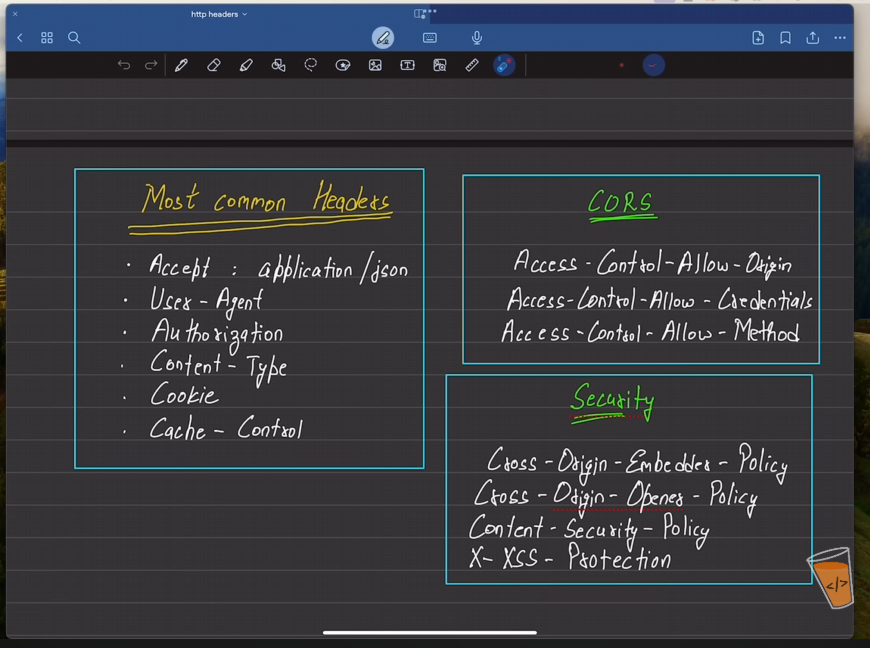 http headers
Most common Headers
· Accept : application/json
· User - Agent
· Authorization
· Content - Type
· Cookie
· Cache - Control
CORS
Access - Control - Allow - Origin
Access - Control - Allow - Credentials
Access - Control - Allow - Method
Security
Cross - Origin - Embedder - Policy
Cross - Origin - Opener - Policy
Content - Security - Policy
X - XSS - Protection
</>